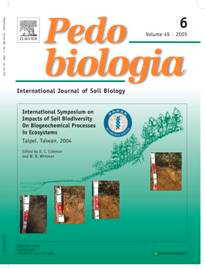 6
Volume 49 2005
ELSEVIER
Pedo
biologia
International Journal of Soil Biology
International Symposium on
Impacts of Soil Biodiversity
On Biogeochemical Processes
In Ecosystems
Taipei, Taiwan, 2004
Edited by D. C. Coleman
and W. B. Whitman